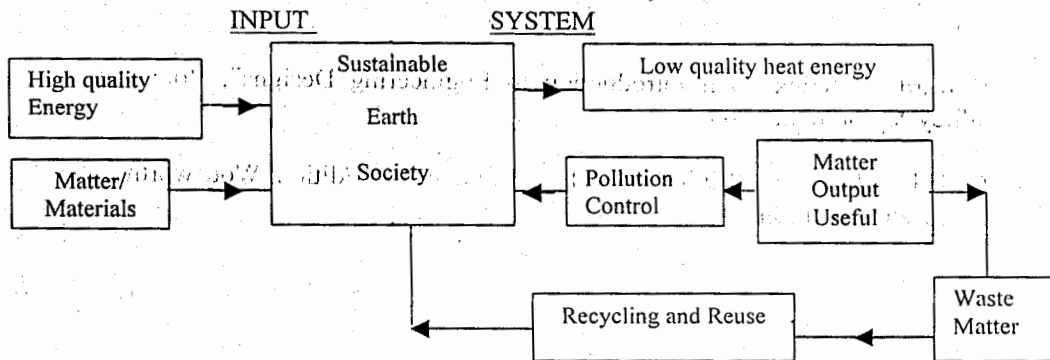 INPUT
SYSTEM
High quality
Energy
Matter/
Materials
Sustainable
Earth
Society
Low quality heat energy
Pollution
Control
Matter
Output
Useful
Recycling and Reuse
Waste
Matter